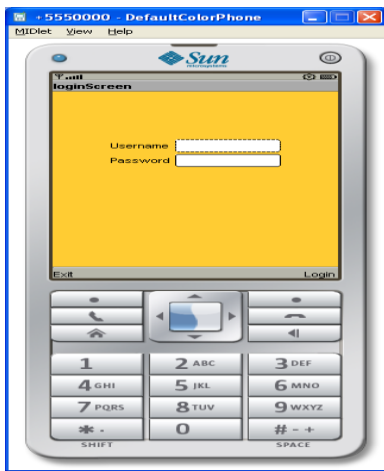 +5550000 - DefaultColorPhone
MIDlet View Help
Sun
microsystems
loginScreen
Username
Password
Exit Login
1 2 ABC 3 DEF
4 GHI 5 JKL 6 MNO
7 PQRS 8 TUV 9 WXYZ
* . 0 # - +
SHIFT SPACE